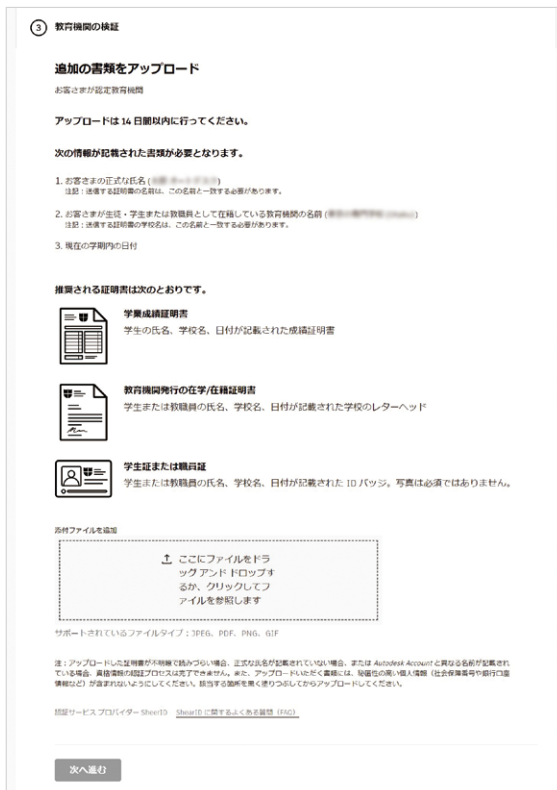 3 教育機関の検証
追加の書類をアップロード
お客さまが認定教育機関
アップロードは 14 日間以内に行ってください。
次の情報が記載された書類が必要となります。
1. お客さまの正式な氏名 (
注記：送信する証明書の名前は、この名前と一致する必要があります。
2. お客さまが生徒・学生または教職員として在籍している教育機関の名前 (
注記：送信する証明書の学校名は、この名前と一致する必要があります。
3. 現在の学期内の日付
推奨される証明書は次のとおりです。
学業成績証明書
学生の氏名、学校名、日付が記載された成績証明書
教育機関発行の在学/在籍証明書
学生または教職員の氏名、学校名、日付が記載された学校のレターヘッド
学生証または職員証
学生または教職員の氏名、学校名、日付が記載された ID バッジ。写真は必須ではありません。
添付ファイルを追加
ここにファイルをドラ
ッグ アンド ドロップす
るか、クリックしてフ
ァイルを参照します
サポートされているファイルタイプ：JPEG、PDF、PNG、GIF
注：アップロードした証明書が不明瞭で読みづらい場合、正式な氏名が記載されていない場合、または Autodesk Account と異なる名前が記載され
ている場合、資格情報の認証プロセスは完了できません。また、アップロードいただく書類には、秘匿性の高い個人情報（社会保障番号や銀行口座
情報など）が含まれないようにしてください。該当する箇所を黒く塗りつぶしてからアップロードしてください。
認証サービス プロバイダー SheerID SheerID に関するよくある質問（FAQ）
次へ進む